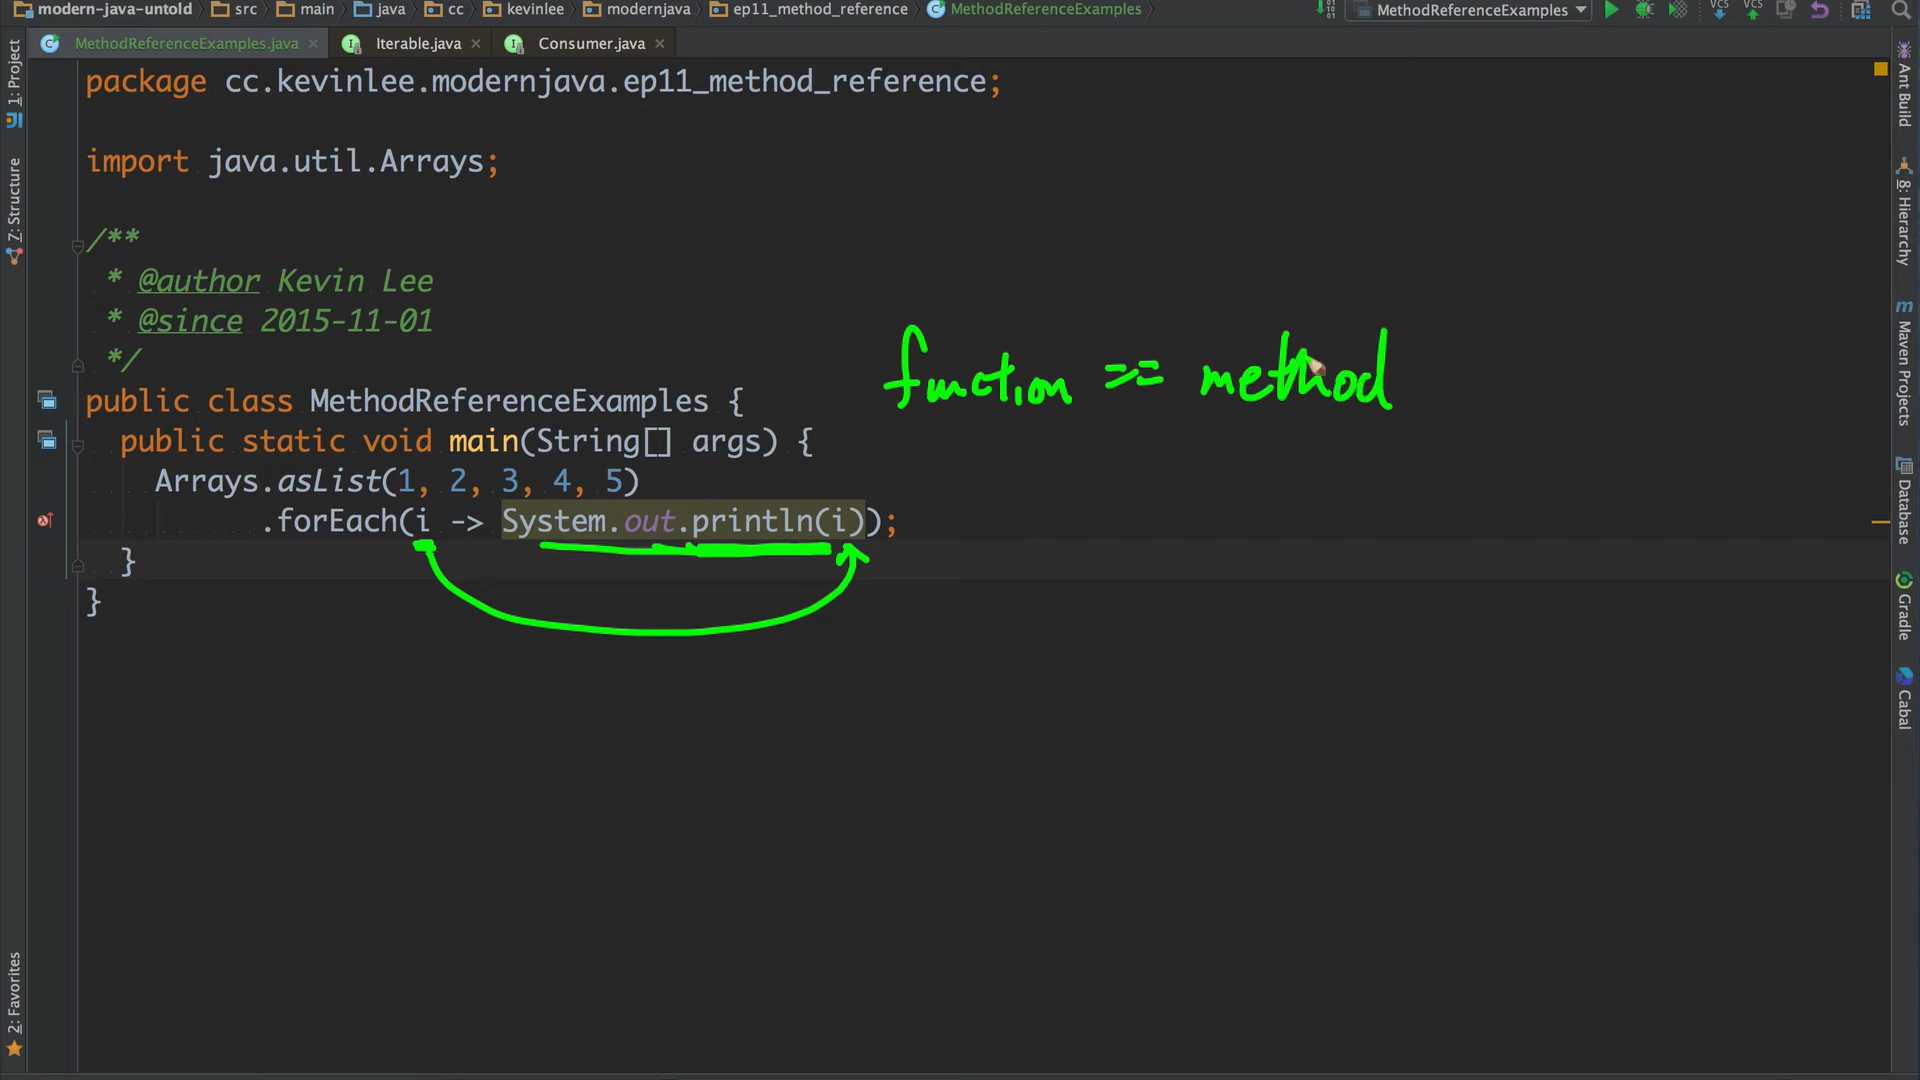 modern-java-untold src main java cc kevinlee modernjava ep11_method_reference MethodReferenceExamples
MethodReferenceExamples
VCS VCS
MethodReferenceExamples.java Iterable.java Consumer.java
package cc.kevinlee.modernjava.ep11_method_reference;
import java.util.Arrays;
/**
* @author Kevin Lee
* @since 2015-11-01
*/
function == method
public class MethodReferenceExamples {
public static void main(String[] args) {
Arrays.asList(1, 2, 3, 4, 5)
.forEach(i -> System.out.println(i));
}
}
1: Project
7: Structure
2: Favorites
Ant Build
8: Hierarchy
m Maven Projects
Database
Gradle
Cabal